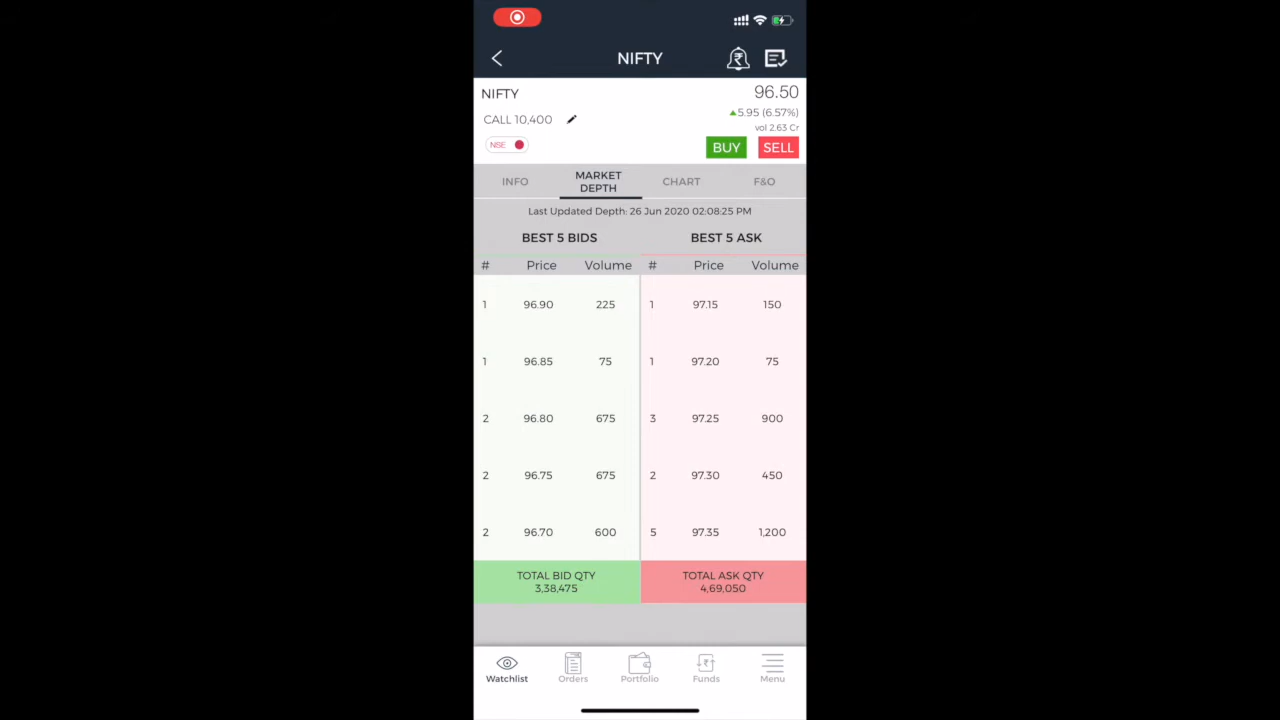 NIFTY
NIFTY 96.50
CALL 10,400 5.95 (6.57%)
vol 2.63 Cr
NSE BUY SELL
INFO MARKET DEPTH CHART F&O
Last Updated Depth: 26 Jun 2020 02:08:25 PM
BEST 5 BIDS BEST 5 ASK
# Price Volume # Price Volume
1 96.90 225 1 97.15 150
1 96.85 75 1 97.20 75
2 96.80 675 3 97.25 900
2 96.75 675 2 97.30 450
2 96.70 600 5 97.35 1,200
TOTAL BID QTY TOTAL ASK QTY
3,38,475 4,69,050
Watchlist Orders Portfolio Funds Menu